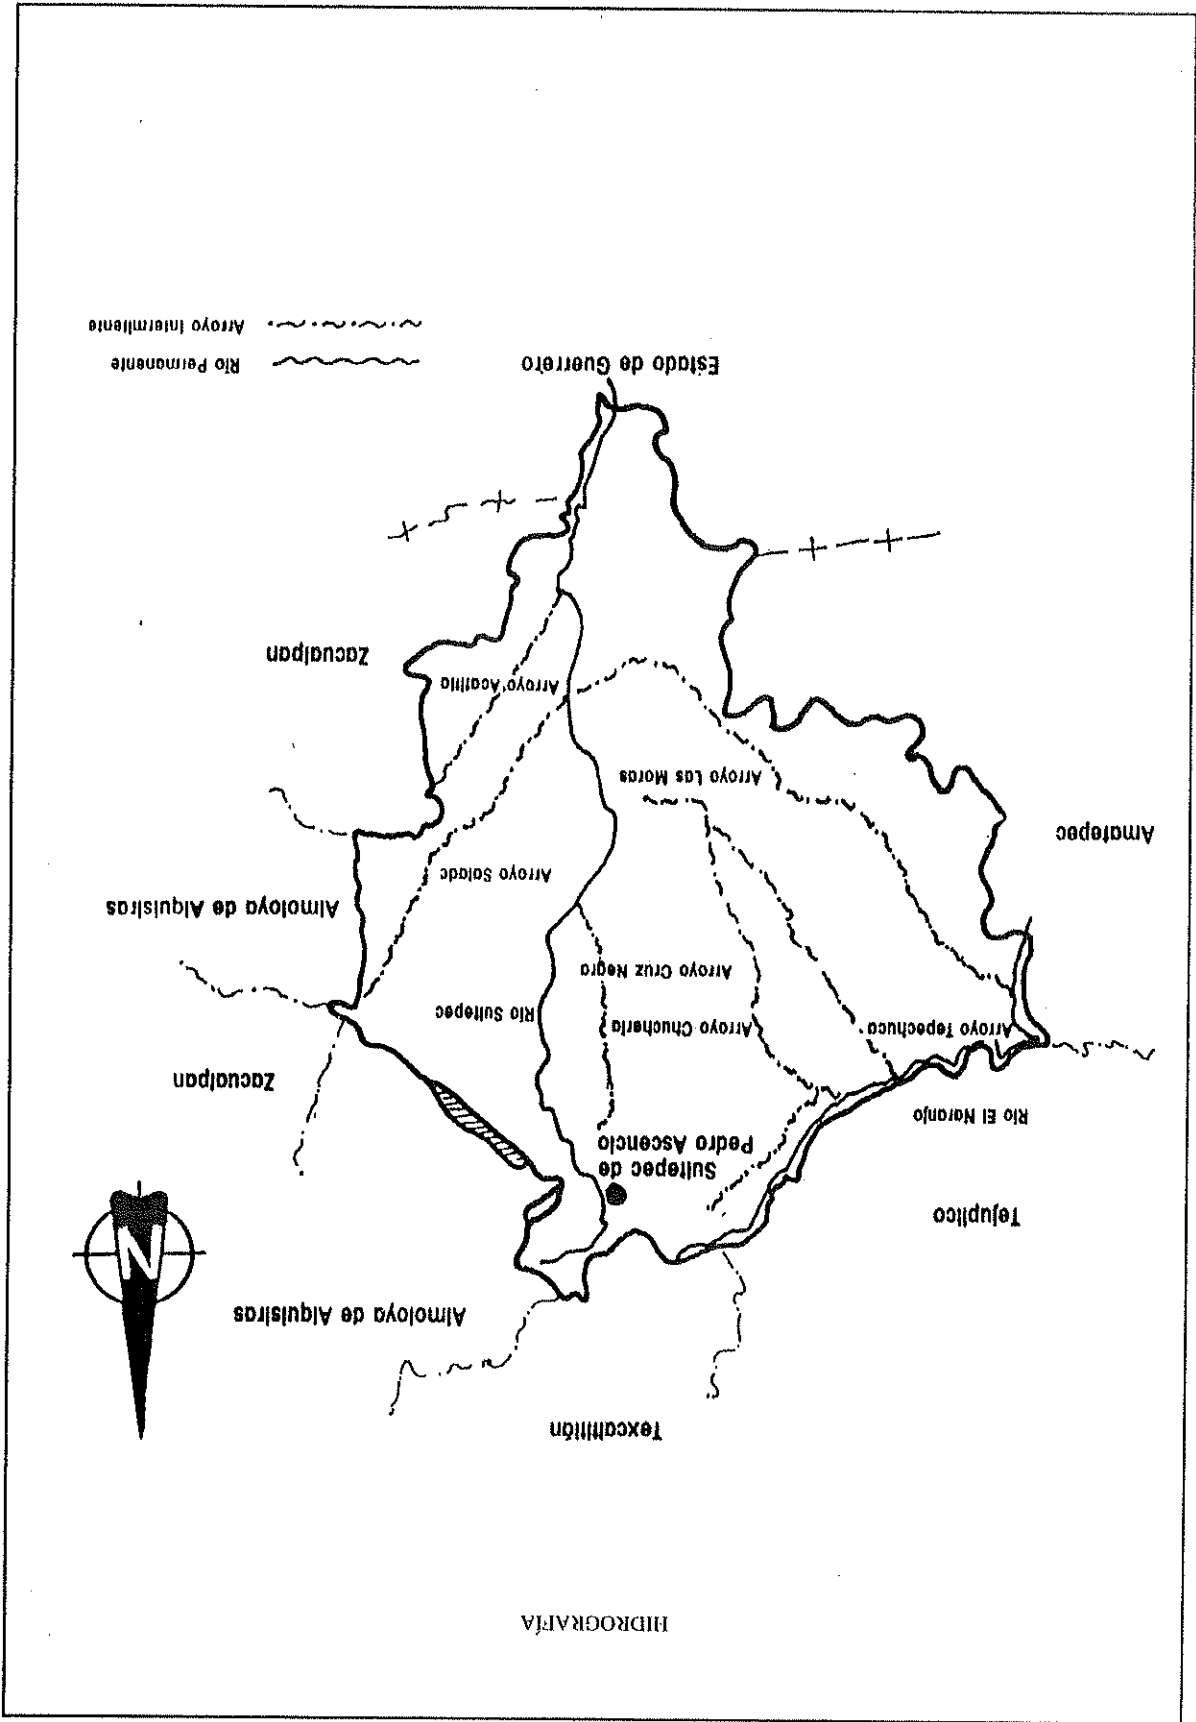 HIDROGRAFÍA
Texcaltitlán
Almoloya de Alquisiras
N
Tejupilco
Sultepec de
Pedro Ascencio
Zacualpan
Río El Naranjo
Arroyo Tepechuca
Arroyo Chuchería
Río Sultepec
Arroyo Cruz Negra
Almoloya de Alquisiras
Arroyo Salado
Amatepec
Arroyo Las Moras
Arroyo Acatitla
Zacualpan
Estado de Guerrero
Río Permanente
Arroyo Intermitente